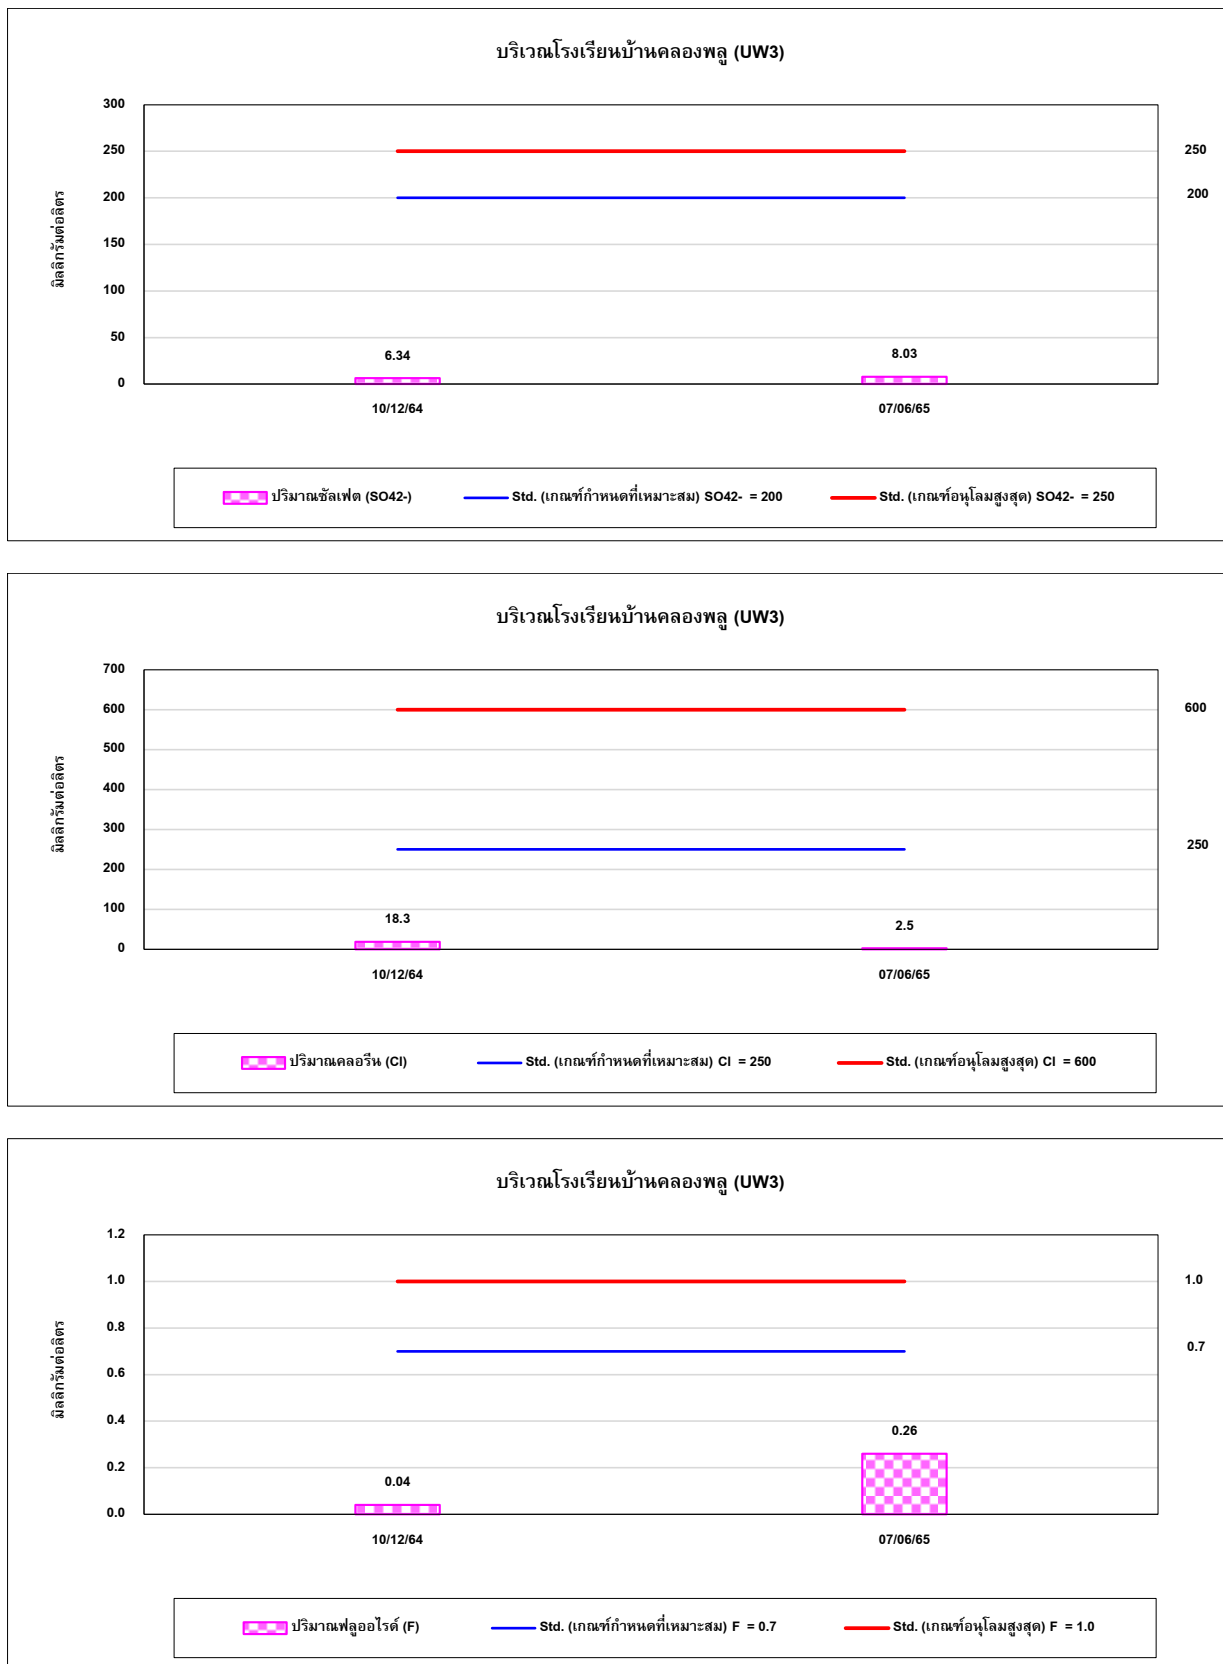 บริเวณโรงเรียนบ้านคลองพลู (UW3)
มิลลิกรัมต่อลิตร
300
250
200
150
100
50
0
250
200
6.34
8.03
10/12/64
07/06/65
ปริมาณซัลเฟต (SO42-)
Std. (เกณฑ์กำหนดที่เหมาะสม) SO42- = 200
Std. (เกณฑ์อนุโลมสูงสุด) SO42- = 250
บริเวณโรงเรียนบ้านคลองพลู (UW3)
มิลลิกรัมต่อลิตร
700
600
500
400
300
200
100
0
600
250
18.3
2.5
10/12/64
07/06/65
ปริมาณคลอรีน (Cl)
Std. (เกณฑ์กำหนดที่เหมาะสม) Cl = 250
Std. (เกณฑ์อนุโลมสูงสุด) Cl = 600
บริเวณโรงเรียนบ้านคลองพลู (UW3)
มิลลิกรัมต่อลิตร
1.2
1.0
0.8
0.6
0.4
0.2
0.0
1.0
0.7
0.04
0.26
10/12/64
07/06/65
ปริมาณฟลูออไรด์ (F)
Std. (เกณฑ์กำหนดที่เหมาะสม) F = 0.7
Std. (เกณฑ์อนุโลมสูงสุด) F = 1.0